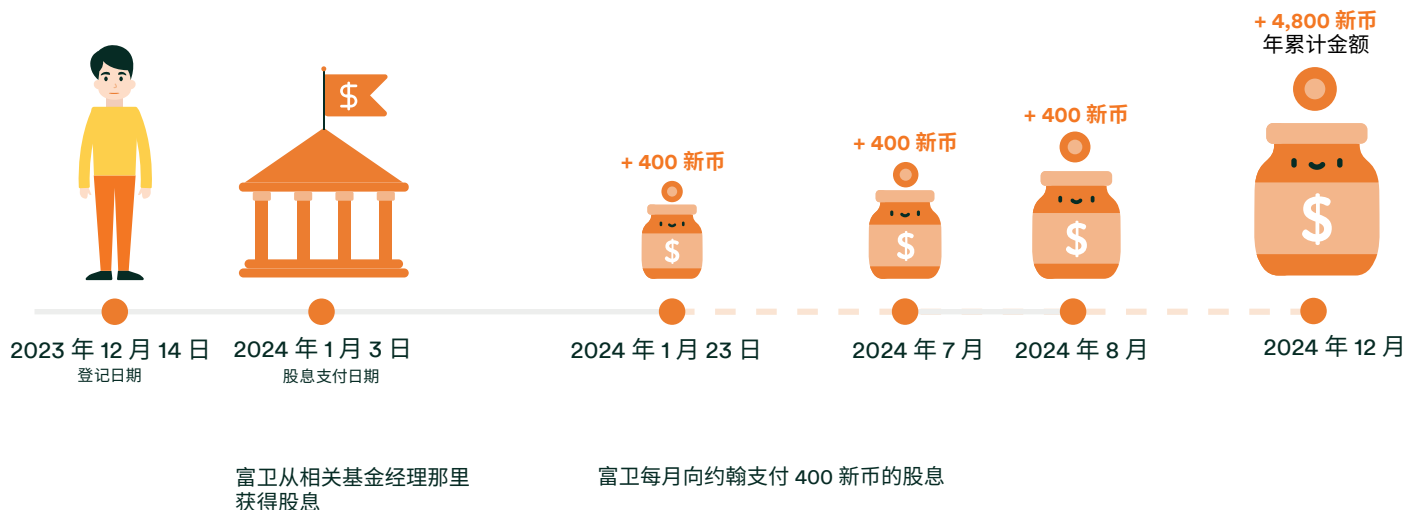 + 4,800 新币
年累计金额
$
+ 400 新币
+ 400 新币
+ 400 新币
$
$
$
$
2023 年 12 月 14 日
登记日期
2024 年 1 月 3 日
股息支付日期
2024 年 1 月 23 日
2024 年 7 月
2024 年 8 月
2024 年 12 月
富卫从相关基金经理那里
获得股息
富卫每月向约翰支付 400 新币的股息